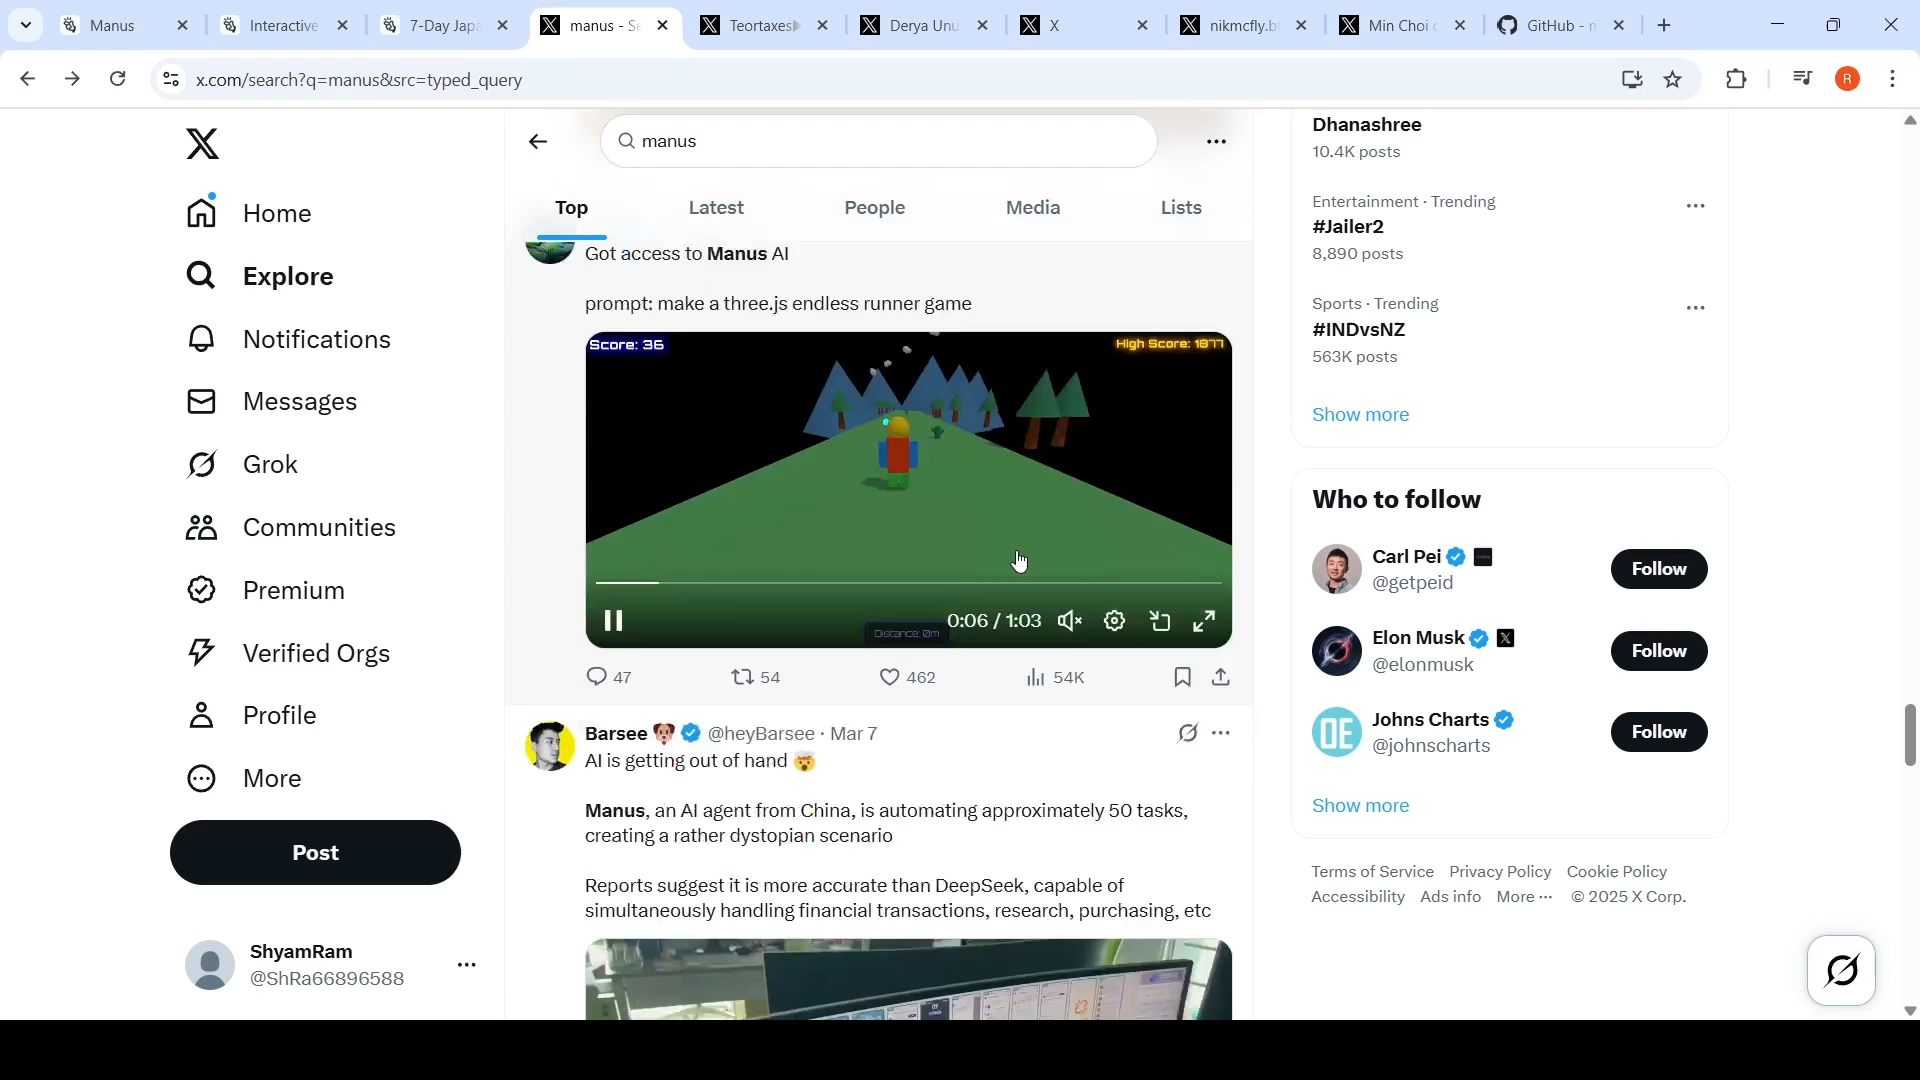 Manus
Interactive
7-Day Japa
manus - Se
Teortaxes
Derya Unu
X
nikmcfly.b
Min Choi
GitHub - n
x.com/search?q=manus&src=typed_query
R
Home
Explore
Notifications
Messages
Grok
Communities
Premium
Verified Orgs
Profile
More
Post
ShyamRam
@ShRa66896588
manus
Top
Latest
People
Media
Lists
Got access to Manus AI
prompt: make a three.js endless runner game
Score: 36
High Score: 1877
Distance: 0m
0:06 / 1:03
47
54
462
54K
Barsee 🐶 @heyBarsee · Mar 7
AI is getting out of hand 🤯
Manus, an AI agent from China, is automating approximately 50 tasks,
creating a rather dystopian scenario
Reports suggest it is more accurate than DeepSeek, capable of
simultaneously handling financial transactions, research, purchasing, etc
Dhanashree
10.4K posts
Entertainment · Trending
#Jailer2
8,890 posts
Sports · Trending
#INDvsNZ
563K posts
Show more
Who to follow
Carl Pei
@getpeid
Follow
Elon Musk
@elonmusk
Follow
Johns Charts
@johnscharts
Follow
Show more
Terms of Service Privacy Policy Cookie Policy
Accessibility Ads info More ··· © 2025 X Corp.